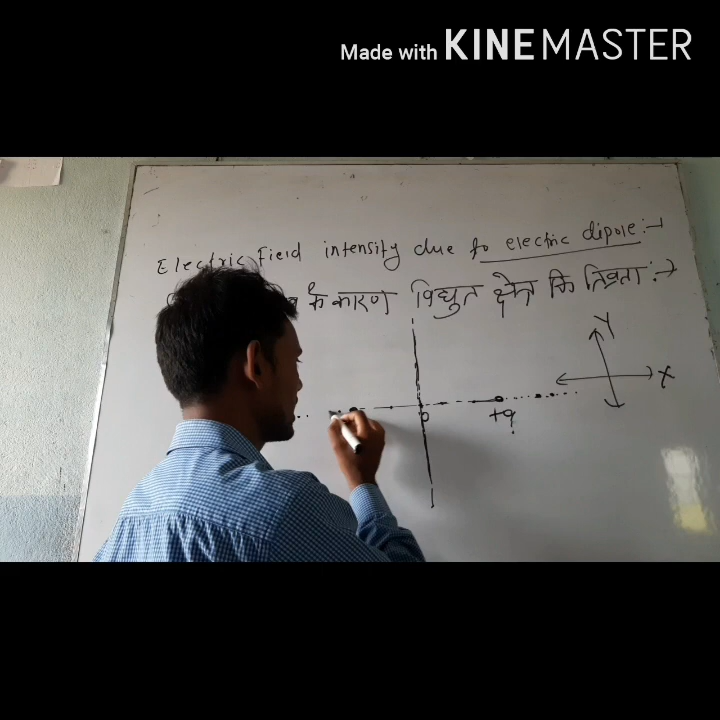 Made with KINEMASTER
Electric Field intensity due to electric dipole:-
के कारण विधुत क्षेत्र कि तिव्रता:→
Y
X
O
+q